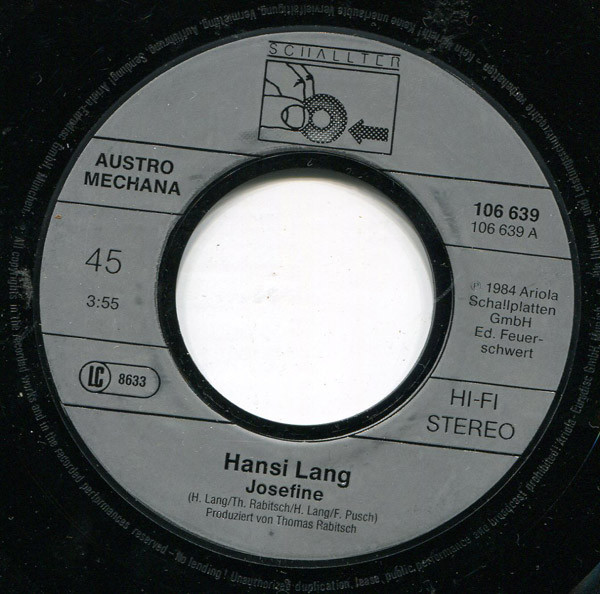 SCHALLTER
AUSTRO
MECHANA
106 639
106 639 A
45
3:55
℗ 1984 Ariola
Schallplatten
GmbH
Ed. Feuer-
schwert
LC 8633
HI-FI
STEREO
Hansi Lang
Josefine
(H. Lang/Th. Rabitsch/H. Lang/F. Pusch)
Produziert von Thomas Rabitsch